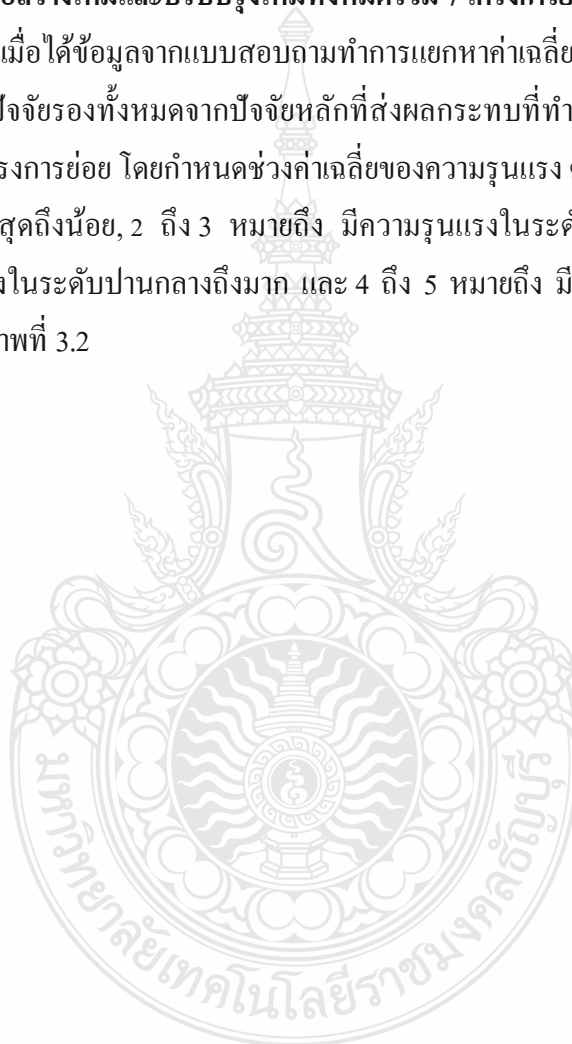 เมื่อได้ข้อมูลจากแบบสอบถามทำการแยกหาค่าเฉลี่ย
ปัจจัยรองทั้งหมดจากปัจจัยหลักที่ส่งผลกระทบที่ทำ
รงการย่อย โดยกำหนดช่วงค่าเฉลี่ยของความรุนแรง
สุดถึงน้อย, 2 ถึง 3 หมายถึง มีความรุนแรงในระดั
งในระดับปานกลางถึงมาก และ 4 ถึง 5 หมายถึง มี
าพที่ 3.2
มหาวิทยาลัยเทคโนโลยีราชมงคลธัญบุรี